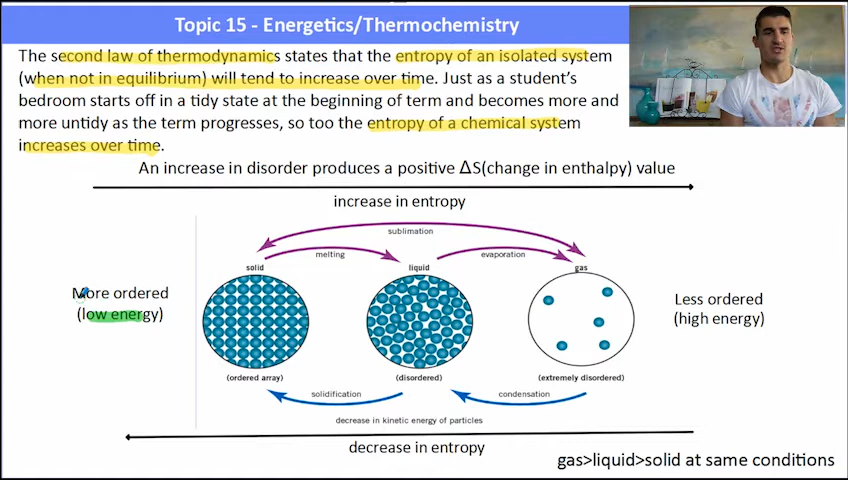 Topic 15 - Energetics/Thermochemistry
The second law of thermodynamics states that the entropy of an isolated system
(when not in equilibrium) will tend to increase over time. Just as a student's
bedroom starts off in a tidy state at the beginning of term and becomes more and
more untidy as the term progresses, so too the entropy of a chemical system
increases over time.
An increase in disorder produces a positive ΔS(change in enthalpy) value
increase in entropy
sublimation
melting
evaporation
solid
liquid
gas
More ordered
(low energy)
Less ordered
(high energy)
(ordered array)
(disordered)
(extremely disordered)
solidification
condensation
decrease in kinetic energy of particles
decrease in entropy
gas>liquid>solid at same conditions